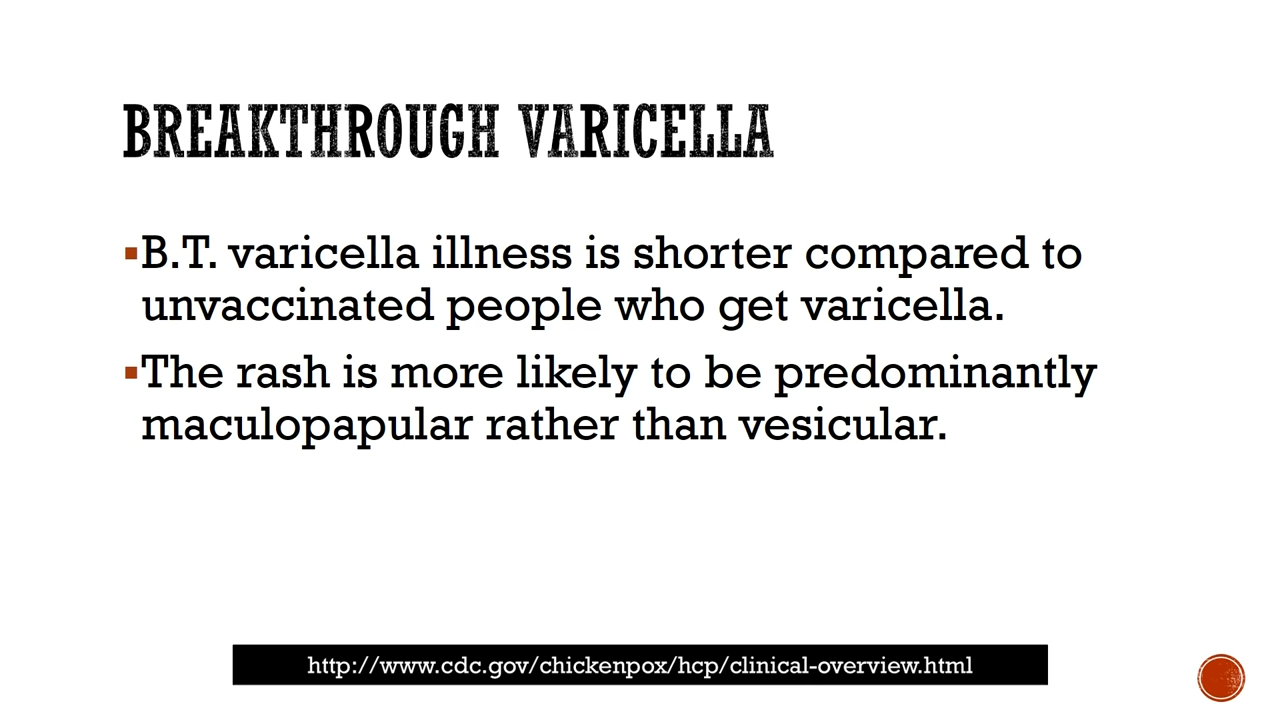 BREAKTHROUGH VARICELLA
▪B.T. varicella illness is shorter compared to
unvaccinated people who get varicella.
▪The rash is more likely to be predominantly
maculopapular rather than vesicular.
http://www.cdc.gov/chickenpox/hcp/clinical-overview.html